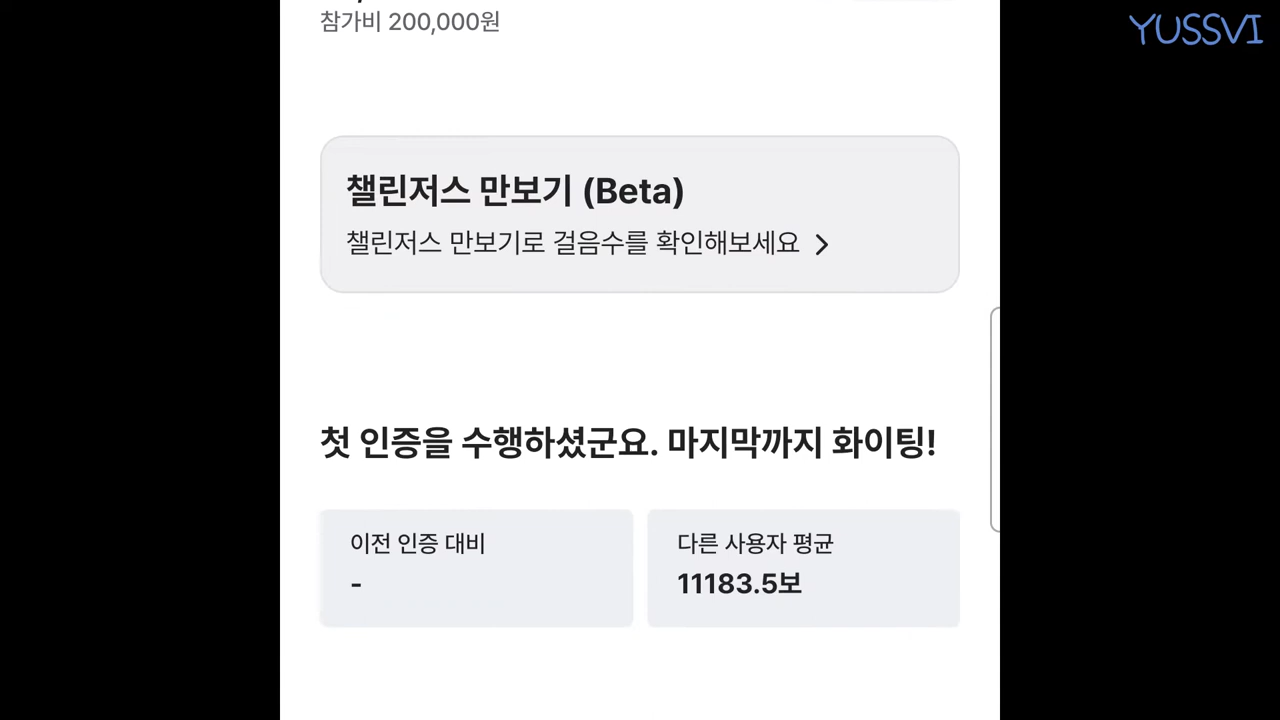 YUSSVI
참가비 200,000원
챌린저스 만보기 (Beta)
챌린저스 만보기로 걸음수를 확인해보세요 >
첫 인증을 수행하셨군요. 마지막까지 화이팅!
이전 인증 대비
-
다른 사용자 평균
11183.5보